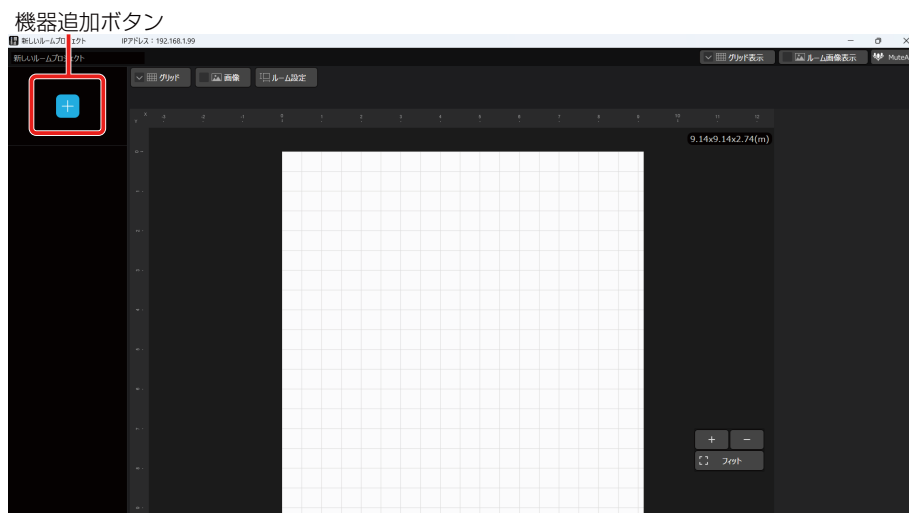 機器追加ボタン
新しいルームプロジェクト IPアドレス：192.168.1.99
新しいルームプロジェクト
グリッド表示 ルーム画像表示 MuteA
グリッド 画像 ルーム設定
9.14x9.14x2.74(m)
+ −
フィット